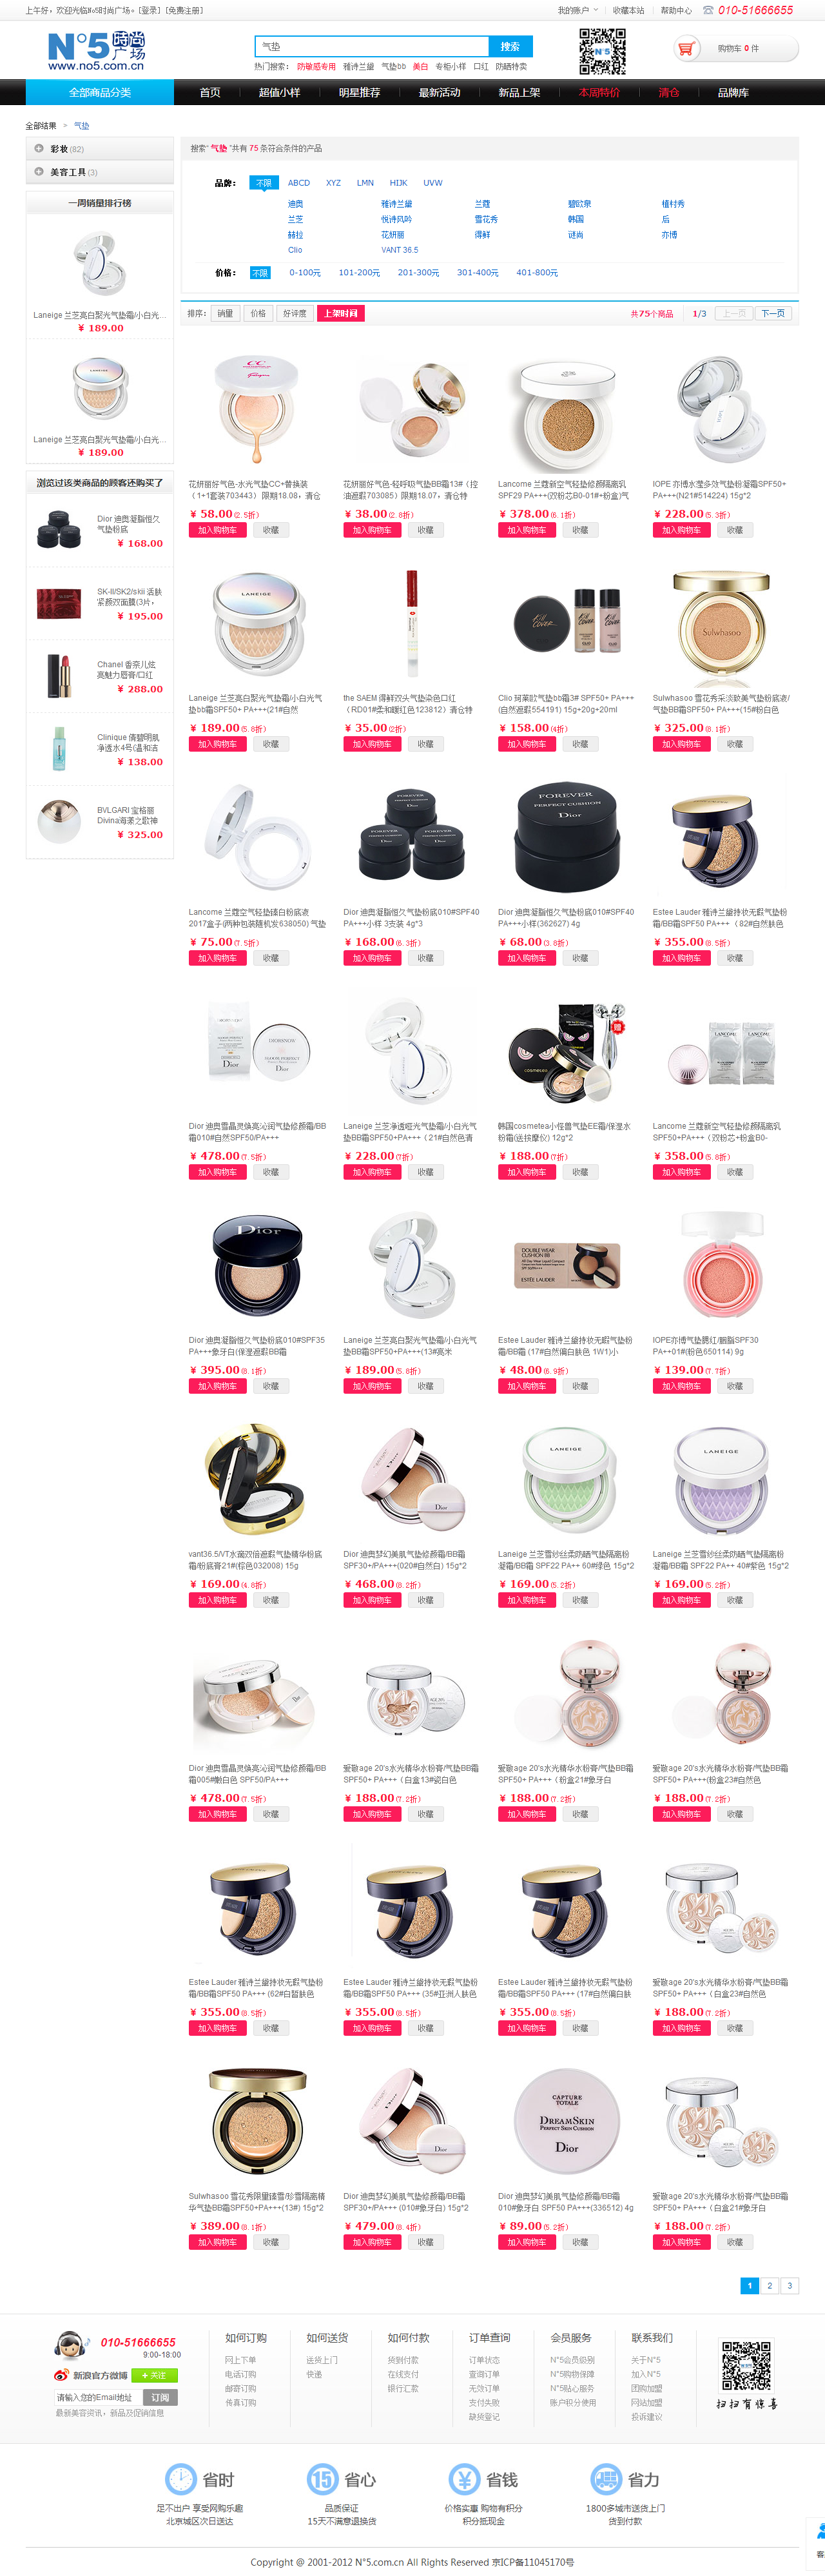 上午好，欢迎光临No5时尚广场。[登录] [免费注册]
我的账户 收藏本站 帮助中心 010-51666655
N°5 時尚广场
www.no5.com.cn
气垫 搜索
热门搜索： 防敏感专用 雅诗兰黛 气垫bb 美白 专柜小样 口红 防晒特卖
购物车 0 件
全部商品分类 首页 超值小样 明星推荐 最新活动 新品上架 本周特价 清仓 品牌库
全部结果 > 气垫
彩妆(82)
美容工具(3)
一周销量排行榜
Laneige 兰芝亮白聚光气垫霜/小白光...
¥ 189.00
Laneige 兰芝亮白聚光气垫霜/小白光...
¥ 189.00
浏览过该类商品的顾客还购买了
Dior 迪奥凝脂恒久
气垫粉底
¥ 168.00
SK-II/SK2/skii 活肤
紧颜双面膜(3片，
¥ 195.00
Chanel 香奈儿炫
亮魅力唇膏/口红
¥ 288.00
Clinique 倩碧明肌
净透水4号(温和洁
¥ 138.00
BVLGARI 宝格丽
Divina海漾之歌神
¥ 325.00
搜索“ 气垫 ”共有 75 条符合条件的产品
品牌： 不限 ABCD XYZ LMN HIJK UVW
迪奥 雅诗兰黛 兰蔻 碧欧泉 植村秀
兰芝 悦诗风吟 雪花秀 韩国 后
赫拉 花妍丽 得鲜 谜尚 亦博
Clio VANT 36.5
价格： 不限 0-100元 101-200元 201-300元 301-400元 401-800元
排序： 销量 价格 好评度 上架时间
共75个商品 1/3 上一页 下一页
花妍丽好气色-水光气垫CC+替换装
（1+1套装703443）限期18.08，清仓
¥ 58.00(2.5折)
加入购物车 收藏
花妍丽好气色-轻呼吸气垫BB霜13#（控
油遮瑕703085）限期18.07，清仓特
¥ 38.00(2.8折)
加入购物车 收藏
Lancome 兰蔻新空气轻垫修颜隔离乳
SPF29 PA+++(双粉芯B0-01#+粉盒)气
¥ 378.00(6.1折)
加入购物车 收藏
IOPE 亦博水滢多效气垫粉凝霜SPF50+
PA+++(N21#514224) 15g*2
¥ 228.00(5.3折)
加入购物车 收藏
Laneige 兰芝亮白聚光气垫霜/小白光气
垫bb霜SPF50+ PA+++(21#自然
¥ 189.00(5.8折)
加入购物车 收藏
the SAEM 得鲜双头气垫染色口红
（RD01#柔和暖红色123812）清仓特
¥ 35.00(2折)
加入购物车 收藏
Clio 珂莱欧气垫bb霜3# SPF50+ PA+++
(自然遮瑕554191) 15g+20g+20ml
¥ 158.00(4折)
加入购物车 收藏
Sulwhasoo 雪花秀采淡致美气垫粉底液/
气垫BB霜SPF50+ PA+++(15#粉白色
¥ 325.00(8.1折)
加入购物车 收藏
Lancome 兰蔻空气轻垫臻白粉底液
2017盒子(两种包装随机发638050) 气垫
¥ 75.00(7.5折)
加入购物车 收藏
Dior 迪奥凝脂恒久气垫粉底010#SPF40
PA+++小样 3支装 4g*3
¥ 168.00(6.3折)
加入购物车 收藏
Dior 迪奥凝脂恒久气垫粉底010#SPF40
PA+++小样(362627) 4g
¥ 68.00(3.8折)
加入购物车 收藏
Estee Lauder 雅诗兰黛持妆无瑕气垫粉
霜/BB霜SPF50 PA+++（82#自然肤色
¥ 355.00(8.5折)
加入购物车 收藏
Dior 迪奥雪晶灵焕亮沁润气垫修颜霜/BB
霜010#自然SPF50/PA+++
¥ 478.00(7.5折)
加入购物车 收藏
Laneige 兰芝净透哑光气垫霜/小白光气
垫BB霜SPF50+PA+++（21#自然色清
¥ 228.00(7折)
加入购物车 收藏
韩国cosmetea小怪兽气垫EE霜/保湿水
粉霜(送按摩仪) 12g*2
¥ 188.00(7折)
加入购物车 收藏
Lancome 兰蔻新空气轻垫修颜隔离乳
SPF50+PA+++（双粉芯+粉盒B0-
¥ 358.00(5.8折)
加入购物车 收藏
Dior 迪奥凝脂恒久气垫粉底010#SPF35
PA+++象牙白(保湿遮瑕BB霜
¥ 395.00(8.1折)
加入购物车 收藏
Laneige 兰芝亮白聚光气垫霜/小白光气
垫BB霜SPF50+PA+++(13#亮米
¥ 189.00(5.8折)
加入购物车 收藏
Estee Lauder 雅诗兰黛持妆无瑕气垫粉
霜/BB霜 (17#自然偏白肤色 1W1)小
¥ 48.00(6.9折)
加入购物车 收藏
IOPE亦博气垫腮红/胭脂SPF30
PA++01#(粉色650114) 9g
¥ 139.00(7.7折)
加入购物车 收藏
vant36.5/VT水滴双倍遮瑕气垫精华粉底
霜/粉底膏21#(棕色032008) 15g
¥ 169.00(4.8折)
加入购物车 收藏
Dior 迪奥梦幻美肌气垫修颜霜/BB霜
SPF30+/PA+++(020#自然白) 15g*2
¥ 468.00(8.2折)
加入购物车 收藏
Laneige 兰芝雪纱丝柔防晒气垫隔离粉
凝霜/BB霜 SPF22 PA++ 60#绿色 15g*2
¥ 169.00(5.2折)
加入购物车 收藏
Laneige 兰芝雪纱丝柔防晒气垫隔离粉
凝霜/BB霜 SPF22 PA++ 40#紫色 15g*2
¥ 169.00(5.2折)
加入购物车 收藏
Dior 迪奥雪晶灵焕亮沁润气垫修颜霜/BB
霜005#嫩白色 SPF50/PA+++
¥ 478.00(7.5折)
加入购物车 收藏
爱敬age 20's水光精华水粉膏/气垫BB霜
SPF50+ PA+++（白盒13#瓷白色
¥ 188.00(7.2折)
加入购物车 收藏
爱敬age 20's水光精华水粉膏/气垫BB霜
SPF50+ PA+++（粉盒21#象牙白
¥ 188.00(7.2折)
加入购物车 收藏
爱敬age 20's水光精华水粉膏/气垫BB霜
SPF50+ PA+++(粉盒23#自然色
¥ 188.00(7.2折)
加入购物车 收藏
Estee Lauder 雅诗兰黛持妆无瑕气垫粉
霜/BB霜SPF50 PA+++ (62#白皙肤色
¥ 355.00(8.5折)
加入购物车 收藏
Estee Lauder 雅诗兰黛持妆无瑕气垫粉
霜/BB霜SPF50 PA+++ (35#亚洲人肤色
¥ 355.00(8.5折)
加入购物车 收藏
Estee Lauder 雅诗兰黛持妆无瑕气垫粉
霜/BB霜SPF50 PA+++ (17#自然偏白肤
¥ 355.00(8.5折)
加入购物车 收藏
爱敬age 20's水光精华水粉膏/气垫BB霜
SPF50+ PA+++（白盒23#自然色
¥ 188.00(7.2折)
加入购物车 收藏
Sulwhasoo 雪花秀限量臻雪/珍雪隔离精
华气垫BB霜SPF50+PA+++(13#) 15g*2
¥ 389.00(8.1折)
加入购物车 收藏
Dior 迪奥梦幻美肌气垫修颜霜/BB霜
SPF30+/PA+++ (010#象牙白) 15g*2
¥ 479.00(8.4折)
加入购物车 收藏
Dior 迪奥梦幻美肌气垫修颜霜/BB霜
010#象牙白 SPF50 PA+++(336512) 4g
¥ 89.00(5.2折)
加入购物车 收藏
爱敬age 20's水光精华水粉膏/气垫BB霜
SPF50+ PA+++（白盒21#象牙白
¥ 188.00(7.2折)
加入购物车 收藏
1 2 3
010-51666655
9:00-18:00
新浪官方微博 + 关注
请输入您的Email地址 订阅
最新美容资讯，新品及促销信息
如何订购
网上下单
电话订购
邮寄订购
传真订购
如何送货
送货上门
快递
如何付款
货到付款
在线支付
银行汇款
订单查询
订单状态
查询订单
无效订单
支付失败
缺货登记
会员服务
N°5会员级别
N°5购物保障
N°5贴心服务
账户积分使用
联系我们
关于N°5
加入N°5
团购加盟
网站加盟
投诉建议
扫扫有惊喜
省时
足不出户 享受网购乐趣
北京城区次日送达
省心
品质保证
15天不满意退换货
省钱
价格实惠 购物有积分
积分抵现金
省力
1800多城市送货上门
货到付款
Copyright @ 2001-2012 N°5.com.cn All Rights Reserved 京ICP备11045170号